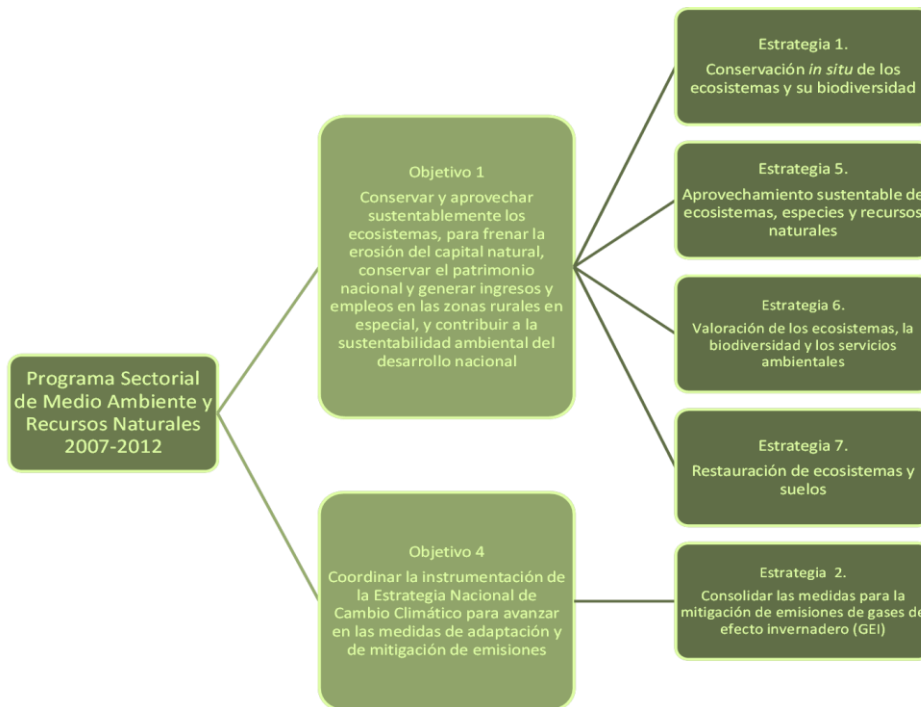 Programa Sectorial
de Medio Ambiente y
Recursos Naturales
2007-2012
Objetivo 1
Conservar y aprovechar
sustentablemente los
ecosistemas, para frenar la
erosión del capital natural,
conservar el patrimonio
nacional y generar ingresos y
empleos en las zonas rurales en
especial, y contribuir a la
sustentabilidad ambiental del
desarrollo nacional
Estrategia 1.
Conservación in situ de los
ecosistemas y su biodiversidad
Estrategia 5.
Aprovechamiento sustentable de
ecosistemas, especies y recursos
naturales
Estrategia 6.
Valoración de los ecosistemas, la
biodiversidad y los servicios
ambientales
Estrategia 7.
Restauración de ecosistemas y
suelos
Objetivo 4
Coordinar la instrumentación de
la Estrategia Nacional de
Cambio Climático para avanzar
en las medidas de adaptación y
de mitigación de emisiones
Estrategia 2.
Consolidar las medidas para la
mitigación de emisiones de gases de
efecto invernadero (GEI)